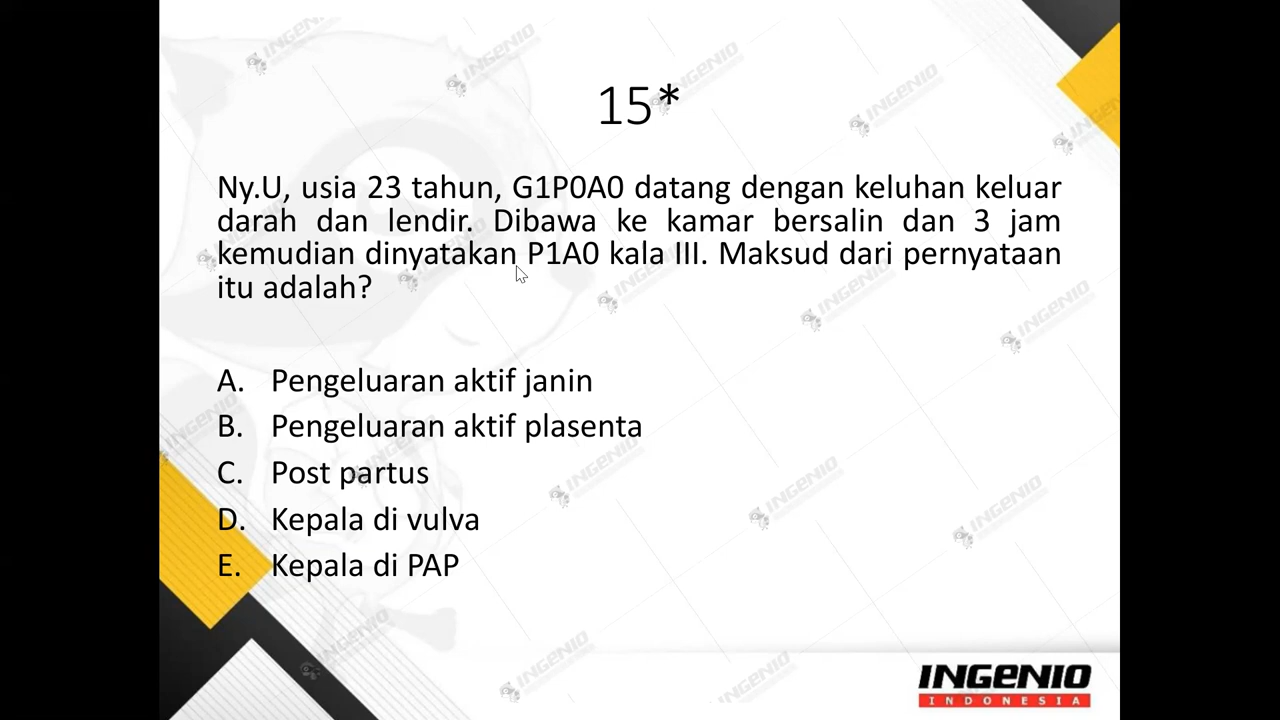 15*
Ny.U, usia 23 tahun, G1P0A0 datang dengan keluhan keluar
darah dan lendir. Dibawa ke kamar bersalin dan 3 jam
kemudian dinyatakan P1A0 kala III. Maksud dari pernyataan
itu adalah?
A. Pengeluaran aktif janin
B. Pengeluaran aktif plasenta
C. Post partus
D. Kepala di vulva
E. Kepala di PAP
INGENIO
INDONESIA